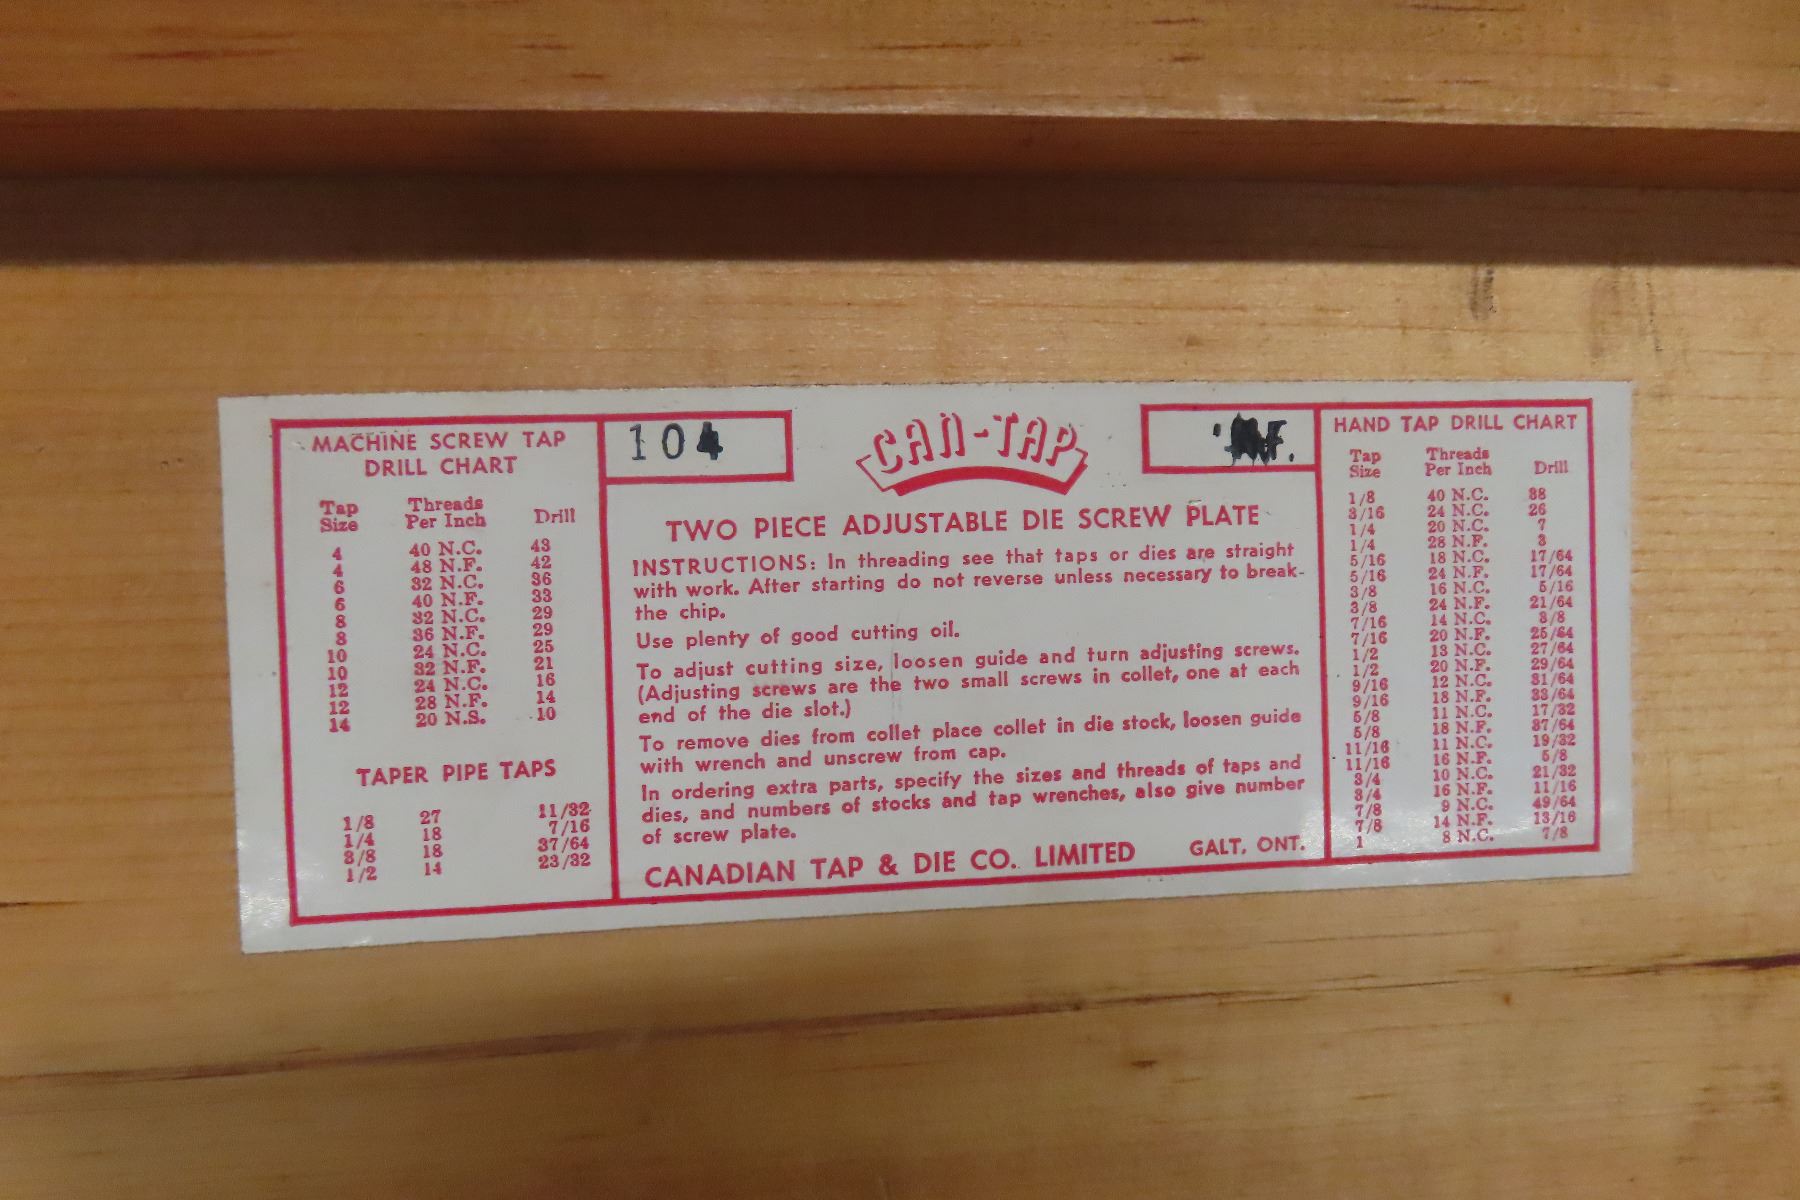 MACHINE SCREW TAP
DRILL CHART
Tap Size Threads Per Inch Drill
4 40 N.C. 43
4 48 N.F. 42
6 32 N.C. 36
6 40 N.F. 33
8 32 N.C. 29
8 36 N.F. 29
10 24 N.C. 25
10 32 N.F. 21
12 24 N.C. 16
12 28 N.F. 14
14 20 N.S. 10
TAPER PIPE TAPS
1/8 27 11/32
1/4 18 7/16
3/8 18 37/64
1/2 14 23/32
104
CAN-TAP
TWO PIECE ADJUSTABLE DIE SCREW PLATE
INSTRUCTIONS: In threading see that taps or dies are straight
with work. After starting do not reverse unless necessary to break-
the chip.
Use plenty of good cutting oil.
To adjust cutting size, loosen guide and turn adjusting screws.
(Adjusting screws are the two small screws in collet, one at each
end of the die slot.)
To remove dies from collet place collet in die stock, loosen guide
with wrench and unscrew from cap.
In ordering extra parts, specify the sizes and threads of taps and
dies, and numbers of stocks and tap wrenches, also give number
of screw plate.
CANADIAN TAP & DIE CO. LIMITED GALT, ONT.
HAND TAP DRILL CHART
Tap Size Threads Per Inch Drill
1/8 40 N.C. 38
3/16 24 N.C. 26
1/4 20 N.C. 7
1/4 28 N.F. 3
5/16 18 N.C. 17/64
5/16 24 N.F. 17/64
3/8 16 N.C. 5/16
3/8 24 N.F. 21/64
7/16 14 N.C. 3/8
7/16 20 N.F. 25/64
1/2 13 N.C. 27/64
1/2 20 N.F. 29/64
9/16 12 N.C. 31/64
9/16 18 N.F. 33/64
5/8 11 N.C. 17/32
5/8 18 N.F. 37/64
11/16 11 N.C. 19/32
11/16 16 N.F. 5/8
3/4 10 N.C. 21/32
3/4 16 N.F. 11/16
7/8 9 N.C. 49/64
7/8 14 N.F. 13/16
1 8 N.C. 7/8